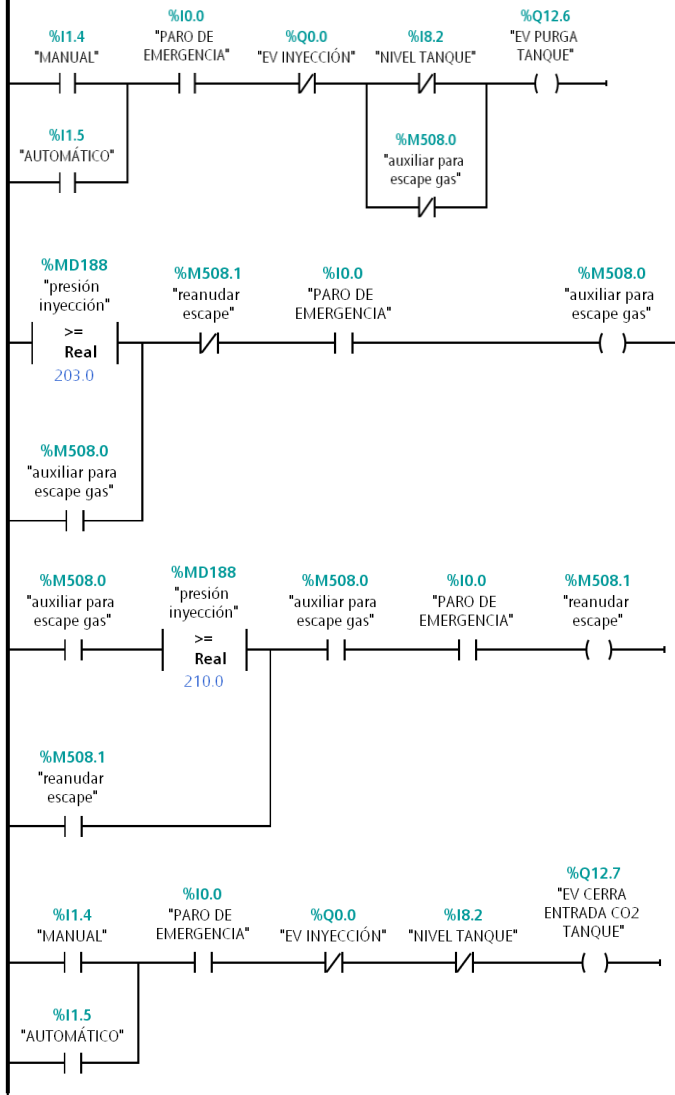 %I1.4
"MANUAL"
%I0.0
"PARO DE
EMERGENCIA"
%Q0.0
"EV INYECCIÓN"
%I8.2
"NIVEL TANQUE"
%Q12.6
"EV PURGA
TANQUE"
%I1.5
"AUTOMÁTICO"
%M508.0
"auxiliar para
escape gas"
%MD188
"presión
inyección"
>=
Real
203.0
%M508.1
"reanudar
escape"
%I0.0
"PARO DE
EMERGENCIA"
%M508.0
"auxiliar para
escape gas"
%M508.0
"auxiliar para
escape gas"
%M508.0
"auxiliar para
escape gas"
%MD188
"presión
inyección"
>=
Real
210.0
%M508.0
"auxiliar para
escape gas"
%I0.0
"PARO DE
EMERGENCIA"
%M508.1
"reanudar
escape"
%M508.1
"reanudar
escape"
%I1.4
"MANUAL"
%I0.0
"PARO DE
EMERGENCIA"
%Q0.0
"EV INYECCIÓN"
%I8.2
"NIVEL TANQUE"
%Q12.7
"EV CERRA
ENTRADA CO2
TANQUE"
%I1.5
"AUTOMÁTICO"